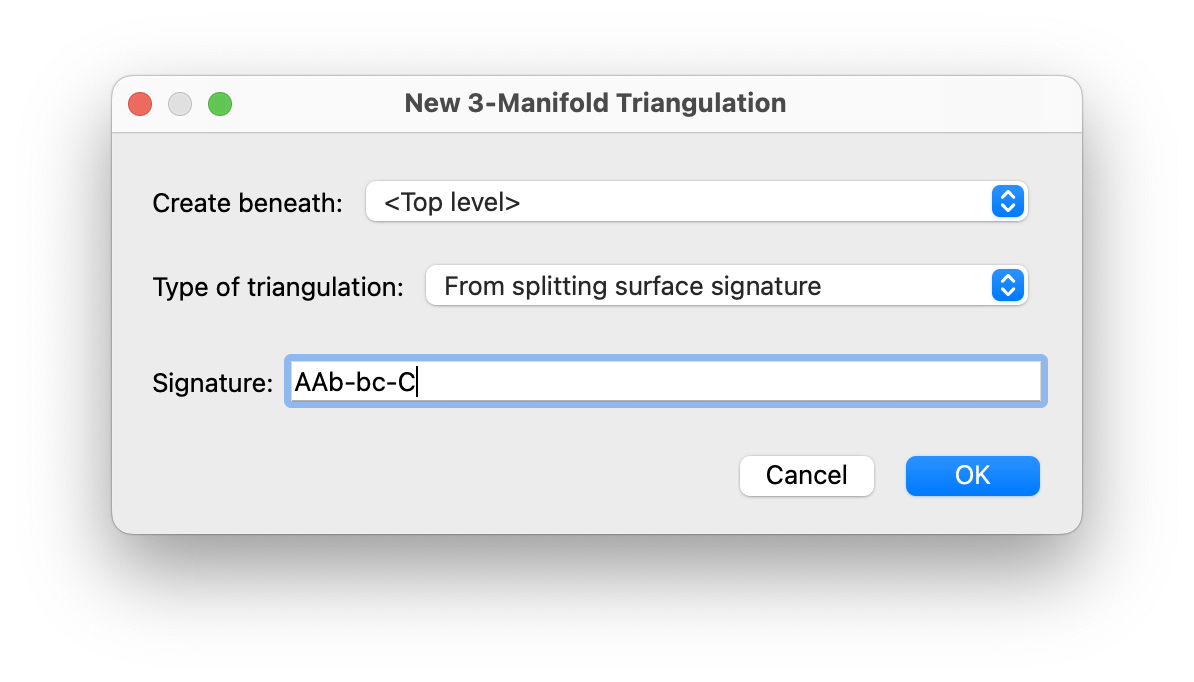 New 3-Manifold Triangulation
Create beneath: <Top level>
Type of triangulation: From splitting surface signature
Signature: AAb-bc-C
Cancel OK